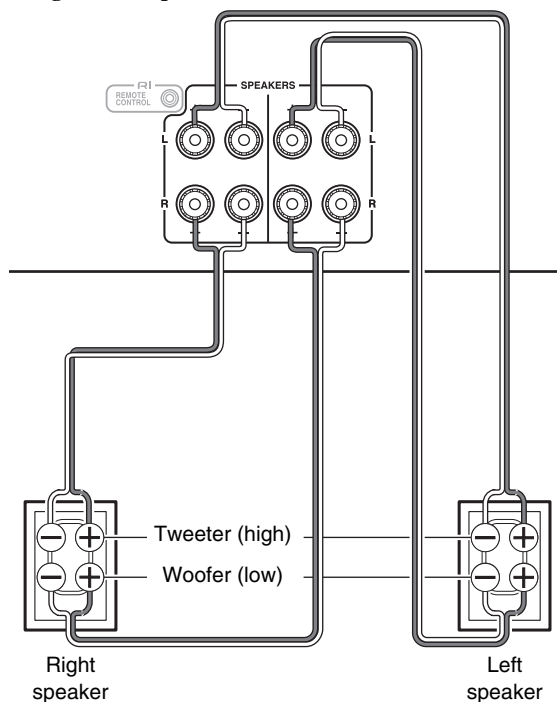 RI
REMOTE
CONTROL
SPEAKERS
L
L
R
R
Tweeter (high)
Woofer (low)
Right
speaker
Left
speaker